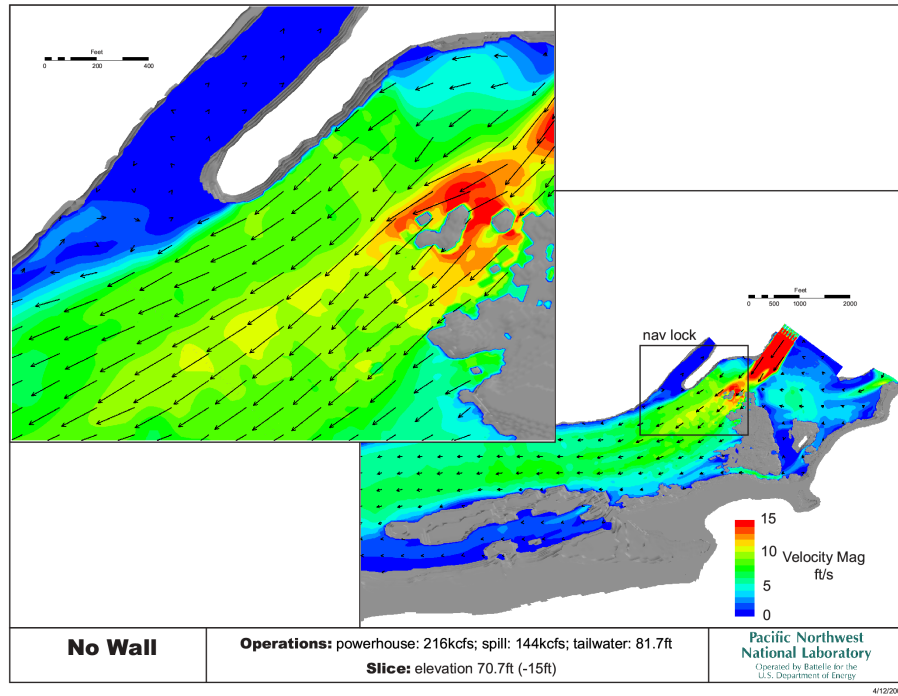 Feet
0 200 400
Feet
0 500 1000 2000
nav lock
15
10
5
0
Velocity Mag
ft/s
No Wall
Operations: powerhouse: 216kcfs; spill: 144kcfs; tailwater: 81.7ft
Slice: elevation 70.7ft (-15ft)
Pacific Northwest
National Laboratory
Operated by Battelle for the
U.S. Department of Energy